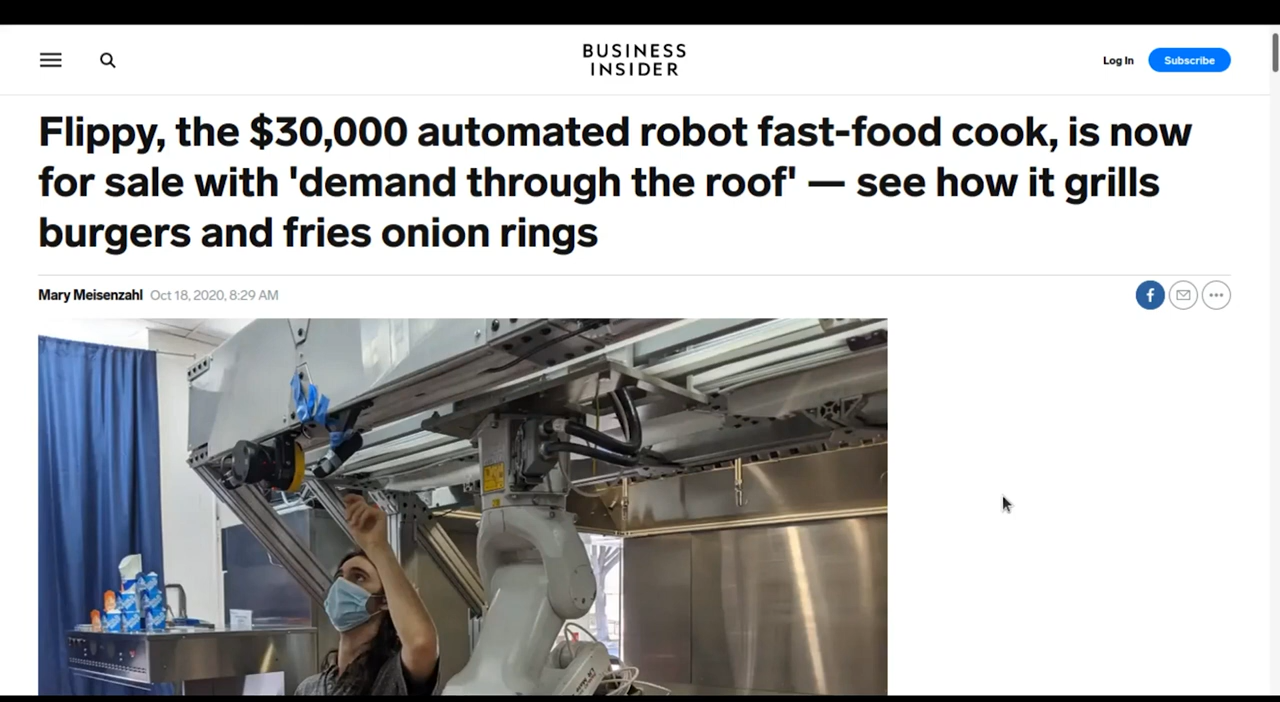 BUSINESS
INSIDER
Log In
Subscribe
Flippy, the $30,000 automated robot fast-food cook, is now
for sale with 'demand through the roof' — see how it grills
burgers and fries onion rings
Mary Meisenzahl Oct 18, 2020, 8:29 AM